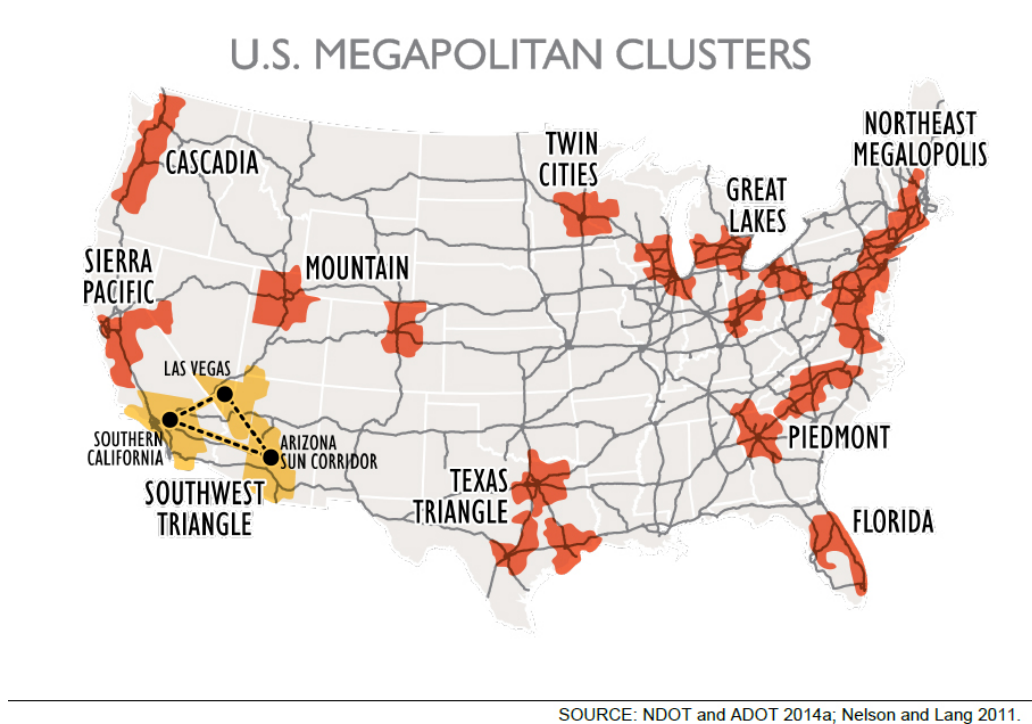 U.S. MEGAPOLITAN CLUSTERS
CASCADIA
TWIN
CITIES
NORTHEAST
MEGALOPOLIS
GREAT
LAKES
SIERRA
PACIFIC
MOUNTAIN
LAS VEGAS
SOUTHERN
CALIFORNIA
ARIZONA
SUN CORRIDOR
SOUTHWEST
TRIANGLE
TEXAS
TRIANGLE
PIEDMONT
FLORIDA
SOURCE: NDOT and ADOT 2014a; Nelson and Lang 2011.